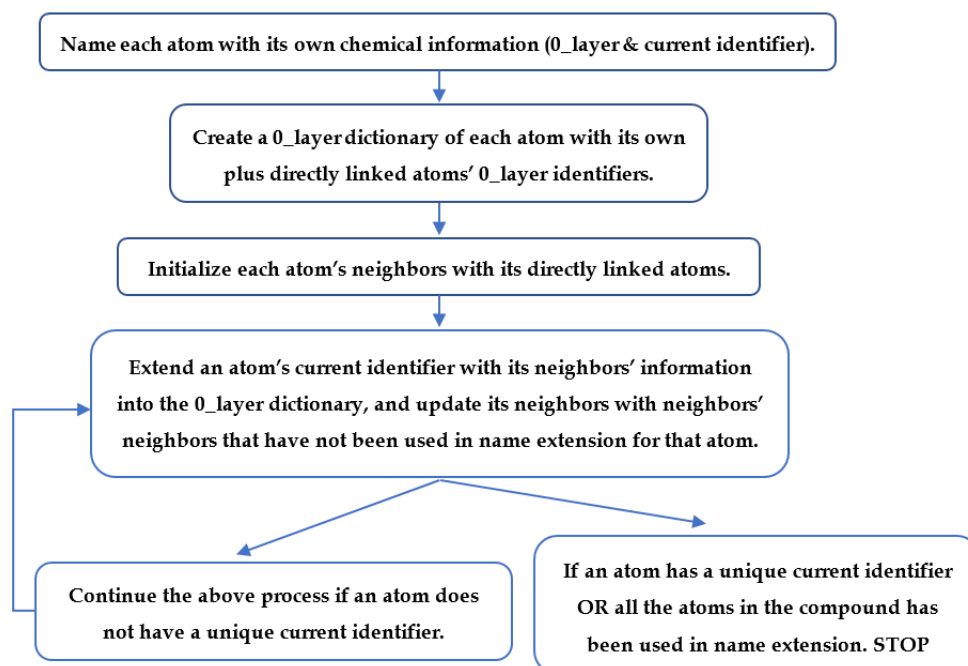 Name each atom with its own chemical information (0_layer & current identifier).
Create a 0_layer dictionary of each atom with its own
plus directly linked atoms’ 0_layer identifiers.
Initialize each atom’s neighbors with its directly linked atoms.
Extend an atom’s current identifier with its neighbors’ information
into the 0_layer dictionary, and update its neighbors with neighbors’
neighbors that have not been used in name extension for that atom.
Continue the above process if an atom does
not have a unique current identifier.
If an atom has a unique current identifier
OR all the atoms in the compound has
been used in name extension. STOP